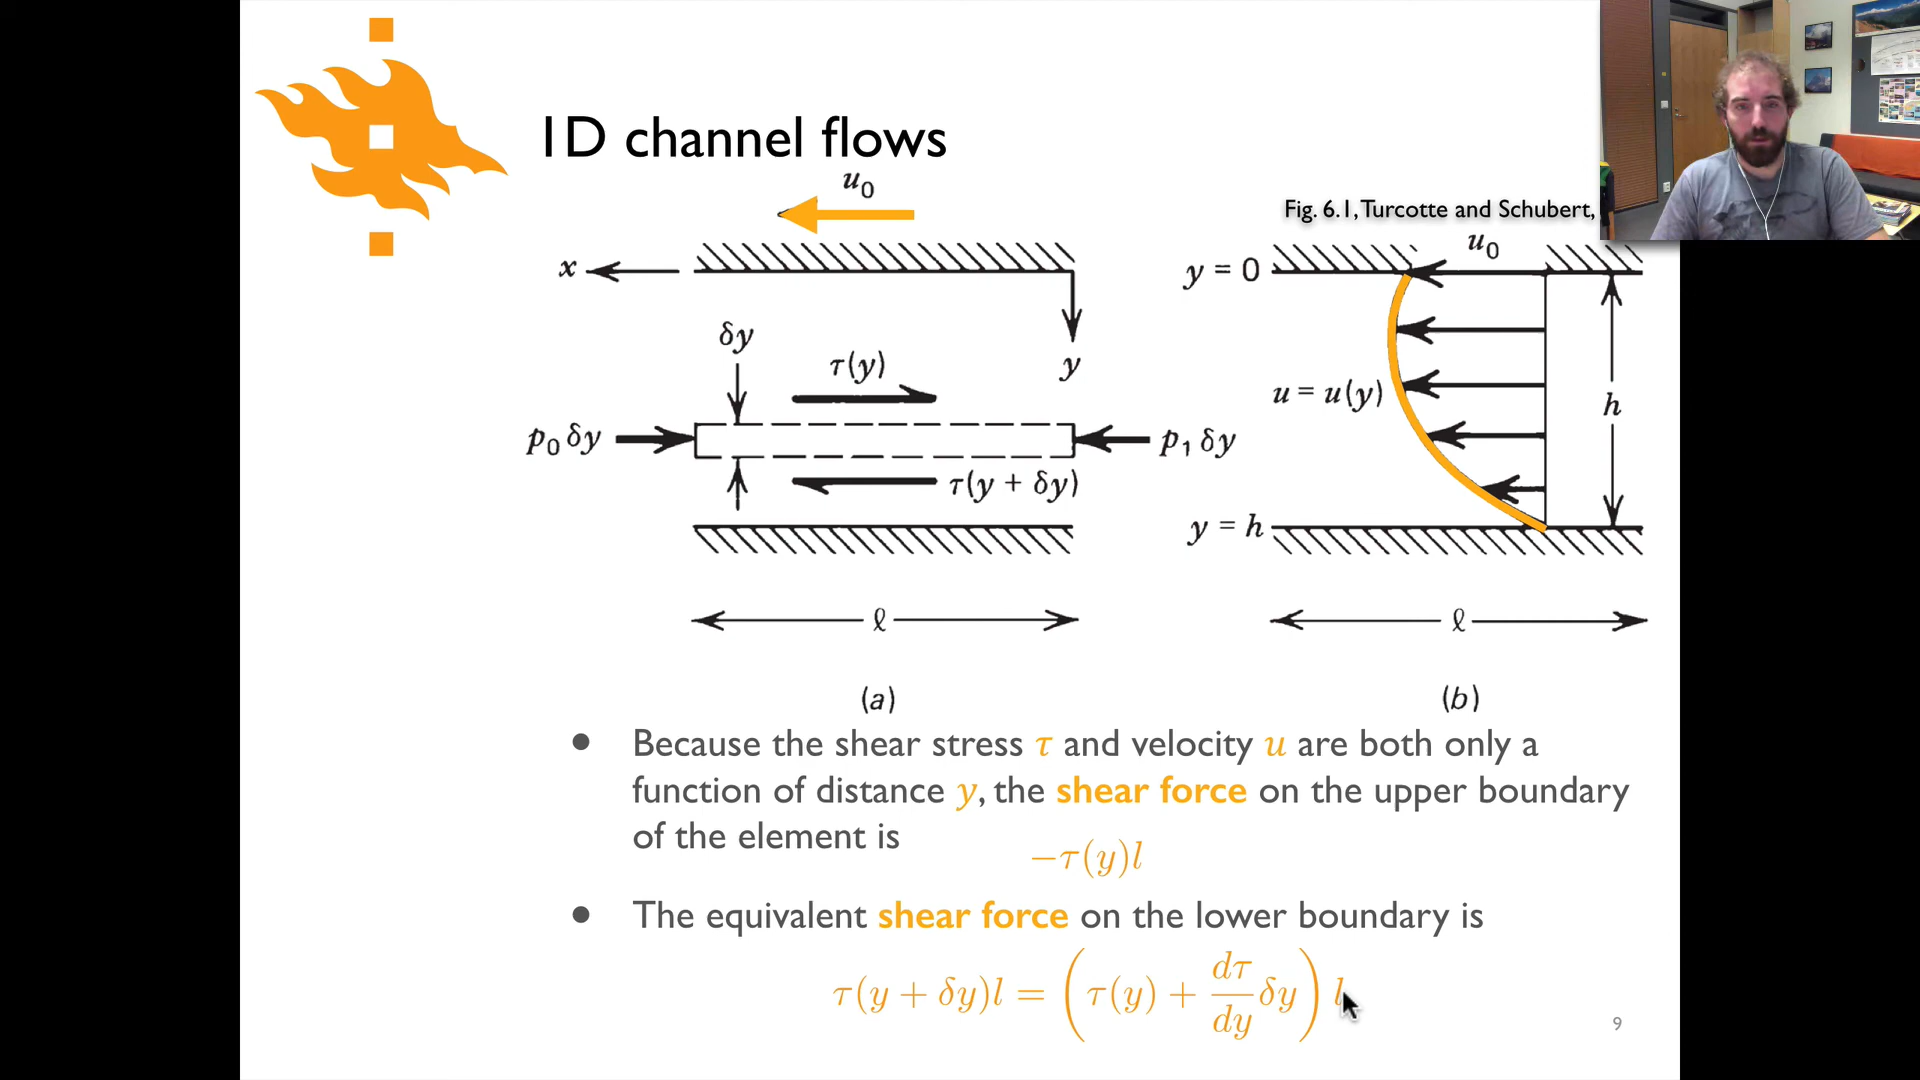 1D channel flows
u₀
Fig. 6.1, Turcotte and Schubert,
x
δy
τ(y)
y
p₀ δy
p₁ δy
τ(y + δy)
ℓ
(a)
u₀
y = 0
u = u(y)
h
y = h
ℓ
(b)
• Because the shear stress τ and velocity u are both only a
function of distance y, the shear force on the upper boundary
of the element is
−τ(y)l
• The equivalent shear force on the lower boundary is
τ(y + δy)l = (τ(y) + dτ/dy δy) l
9